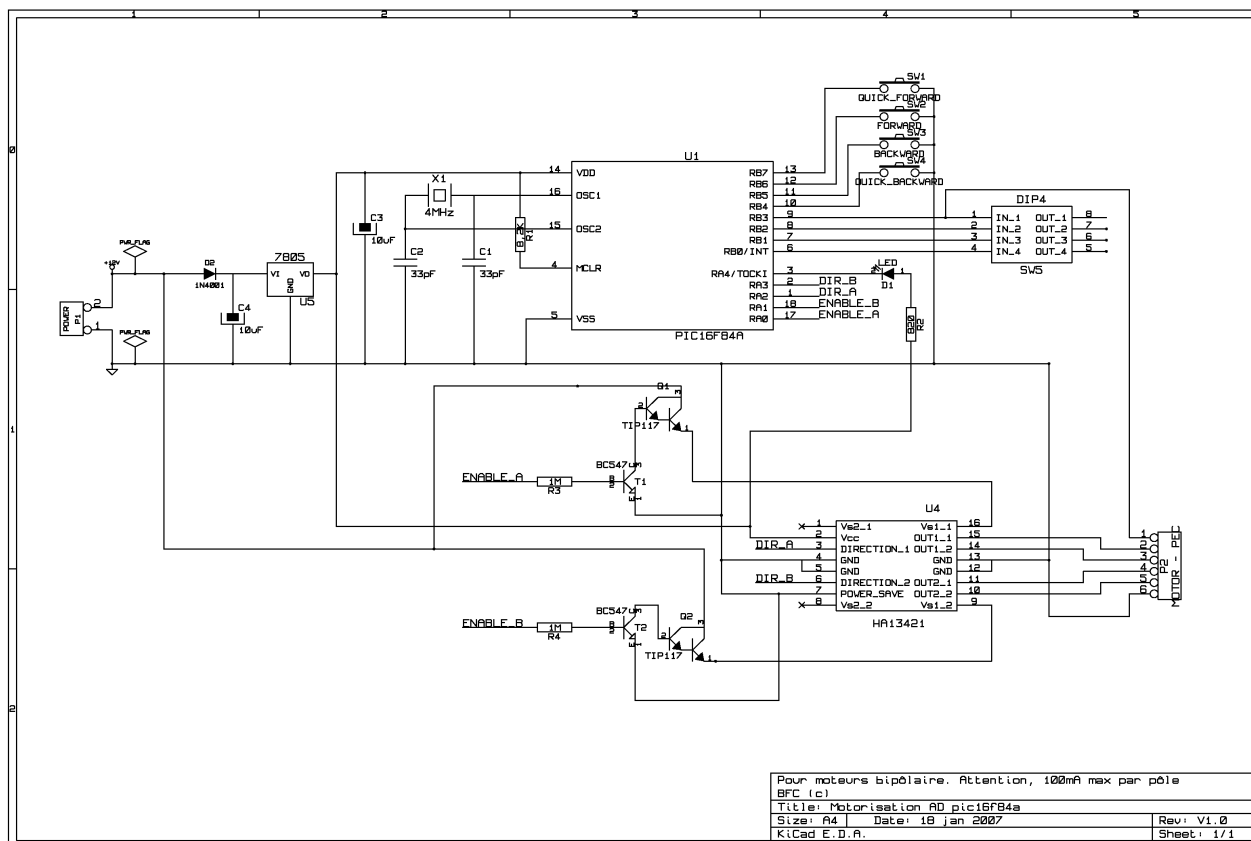 1 2 3 4 5
0
1
2
SW1
QUICK_FORWARD
SW2
FORWARD
SW3
BACKWARD
SW4
QUICK_BACKWARD
U1
14 VDD
16 OSC1
15 OSC2
4 MCLR
5 VSS
RB7 13
RB6 12
RB5 11
RB4 10
RB3 9
RB2 8
RB1 7
RB0/INT 6
RA4/TOCKI 3
RA3 2 DIR_B
RA2 1 DIR_A
RA1 18 ENABLE_B
RA0 17 ENABLE_A
PIC16F84A
X1
4MHz
C3
10uF
C2
33pF
C1
33pF
8.2K
R1
DIP4
1 IN_1 OUT_1 8
2 IN_2 OUT_2 7
3 IN_3 OUT_3 6
4 IN_4 OUT_4 5
SW5
LED
2 1
D1
820
R2
PWR_FLAG
+12V
D2
1N4001
7805
VI VO
GND
U5
C4
10uF
POWER
P1
2
1
PWR_FLAG
Q1
3
2
1
TIP117
BC547
ENABLE_A
1M
R3
T1
U4
1 Vs2_1 Vs1_1 16
2 Vcc OUT1_1 15
DIR_A 3 DIRECTION_1 OUT1_2 14
4 GND GND 13
5 GND GND 12
DIR_B 6 DIRECTION_2 OUT2_1 11
7 POWER_SAVE OUT2_2 10
8 Vs2_2 Vs1_2 9
HA13421
1
2
3
4
5
6
P2
MOTOR - PEC
BC547
ENABLE_B
1M
R4
T2
Q2
3
2
1
TIP117
Pour moteurs bipôlaire. Attention, 100mA max par pôle
BFC (c)
Title: Motorisation AD pic16f84a
Size: A4 Date: 18 jan 2007 Rev: V1.0
KiCad E.D.A. Sheet: 1/1